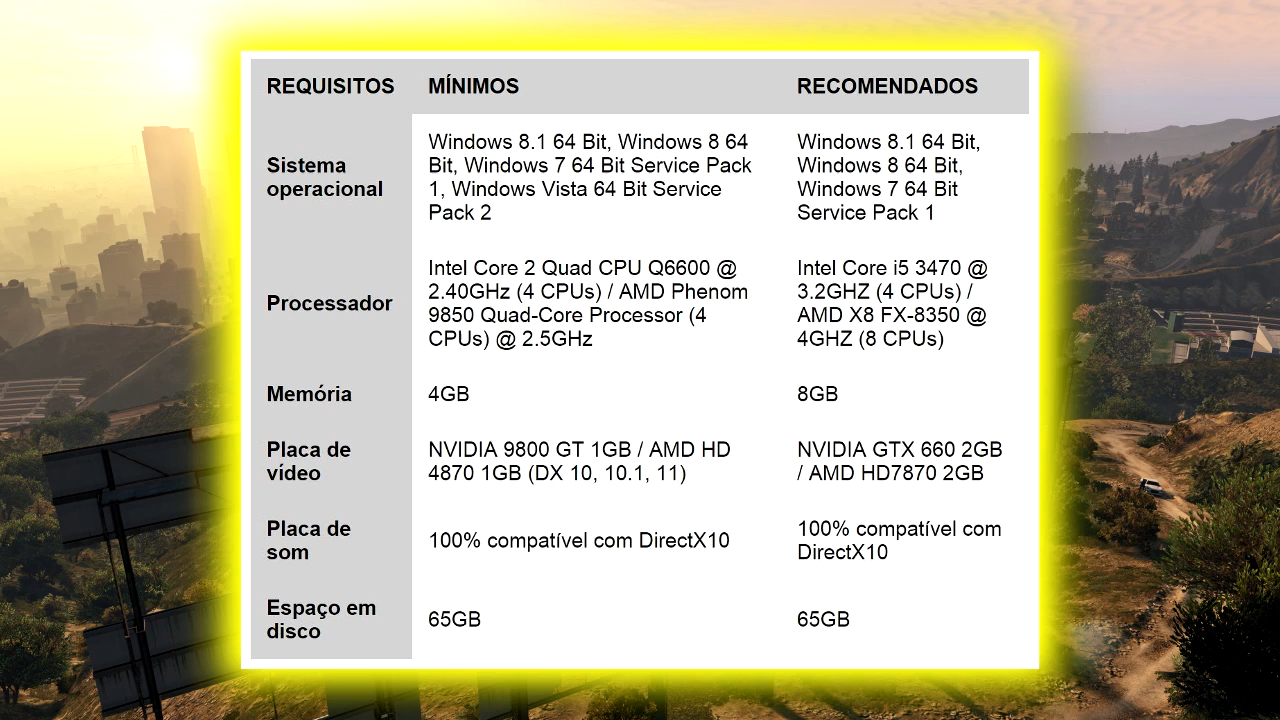 REQUISITOS MÍNIMOS RECOMENDADOS
Sistema
operacional
Windows 8.1 64 Bit, Windows 8 64
Bit, Windows 7 64 Bit Service Pack
1, Windows Vista 64 Bit Service
Pack 2
Windows 8.1 64 Bit,
Windows 8 64 Bit,
Windows 7 64 Bit
Service Pack 1
Processador
Intel Core 2 Quad CPU Q6600 @
2.40GHz (4 CPUs) / AMD Phenom
9850 Quad-Core Processor (4
CPUs) @ 2.5GHz
Intel Core i5 3470 @
3.2GHZ (4 CPUs) /
AMD X8 FX-8350 @
4GHZ (8 CPUs)
Memória
4GB
8GB
Placa de
vídeo
NVIDIA 9800 GT 1GB / AMD HD
4870 1GB (DX 10, 10.1, 11)
NVIDIA GTX 660 2GB
/ AMD HD7870 2GB
Placa de
som
100% compatível com DirectX10
100% compatível com
DirectX10
Espaço em
disco
65GB
65GB